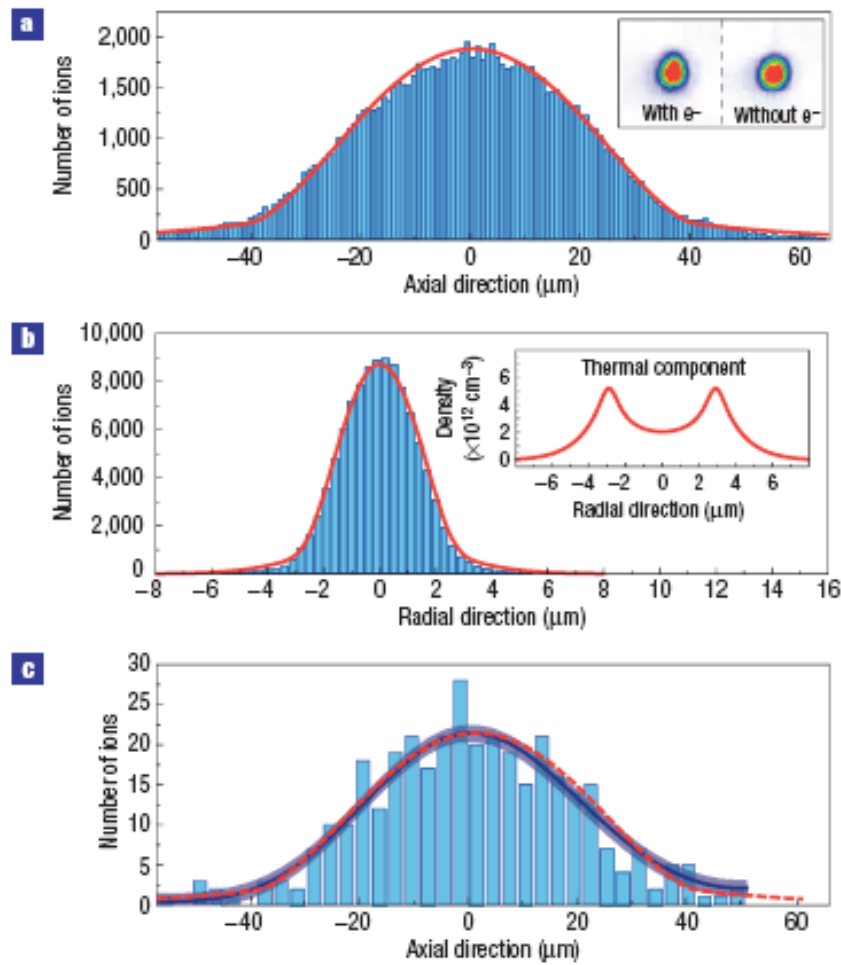 a
2,000
1,500
1,000
500
0
Number of ions
With e–
Without e–
–40 –20 0 20 40 60
Axial direction (μm)
b
10,000
8,000
6,000
4,000
2,000
0
Number of ions
Thermal component
Density
(×10¹² cm⁻³)
6
4
2
0
–6 –4 –2 0 2 4 6
Radial direction (μm)
–8 –6 –4 –2 0 2 4 6 8 10 12 14 16
Radial direction (μm)
c
30
25
20
15
10
5
0
Number of ions
–40 –20 0 20 40 60
Axial direction (μm)